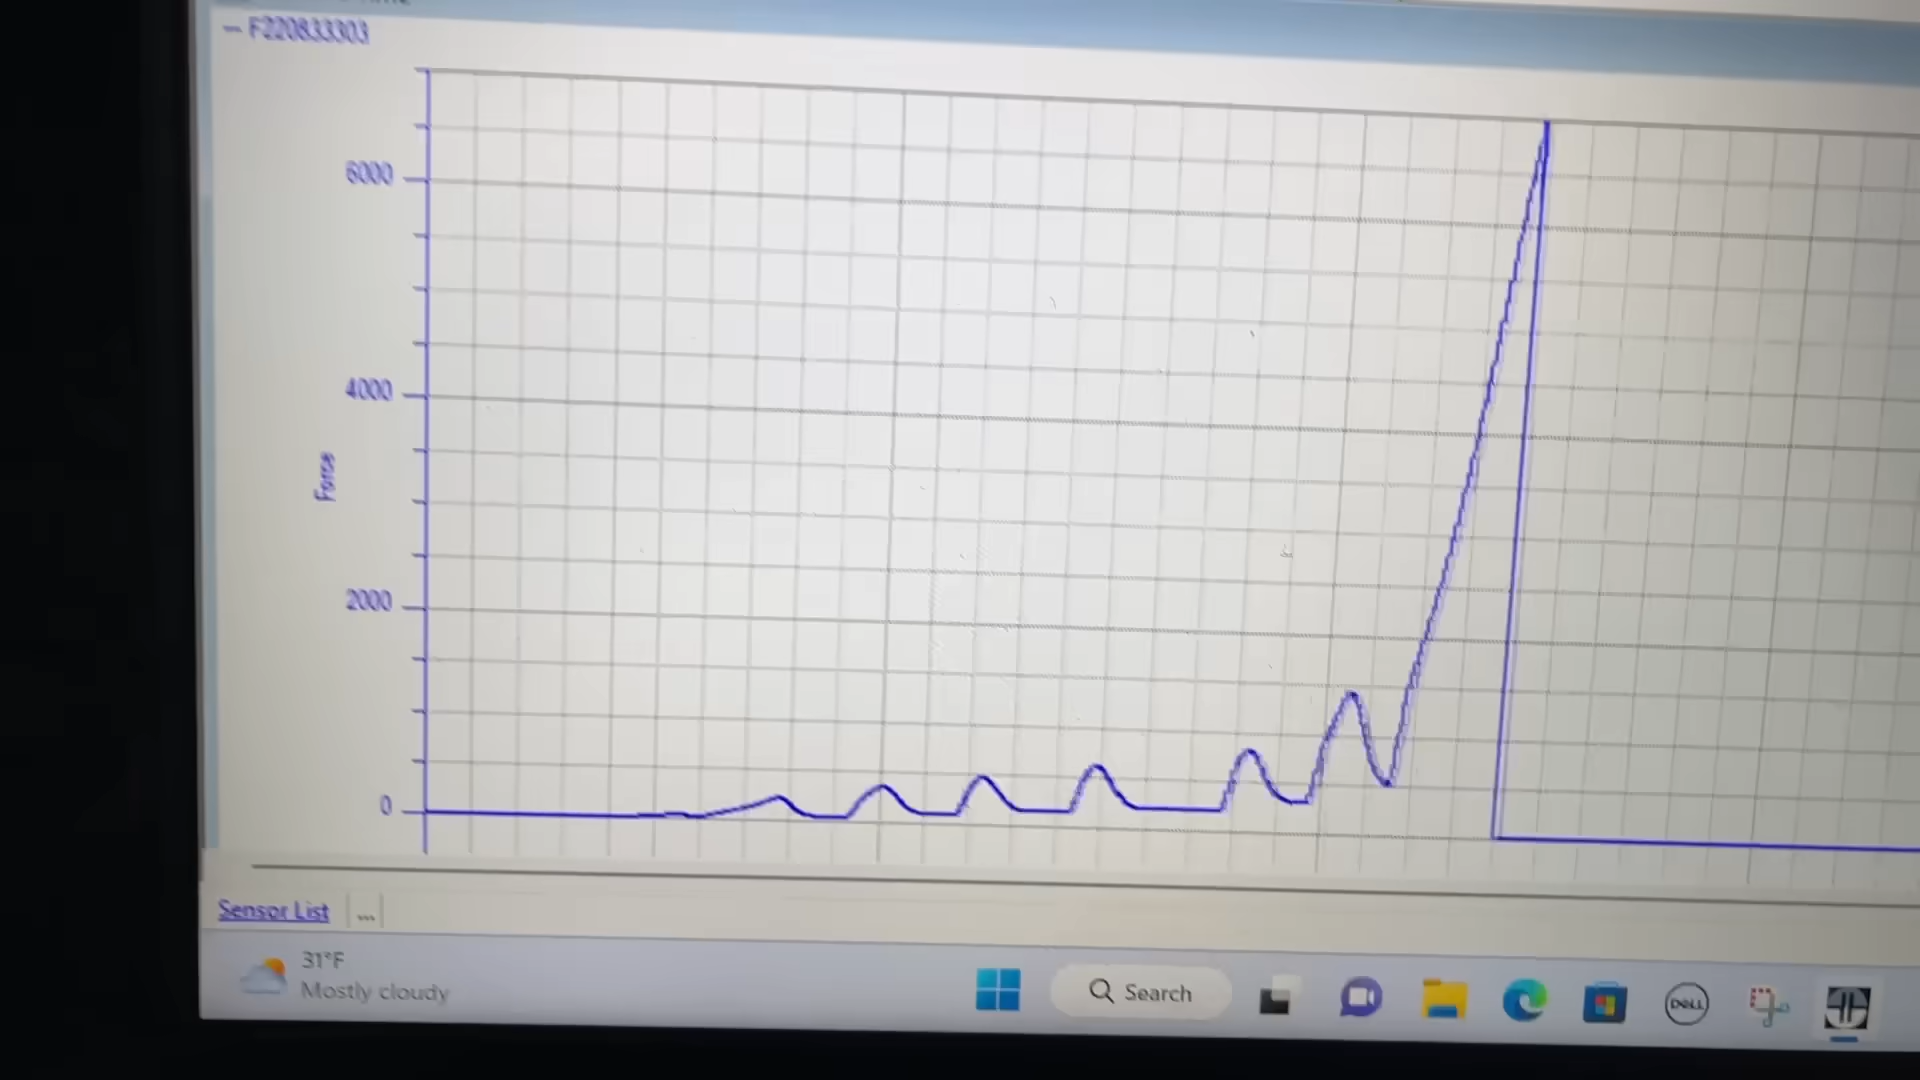 — F220833303
6000
4000
Force
2000
0
Sensor List ...
31°F
Mostly cloudy
Search
DELL